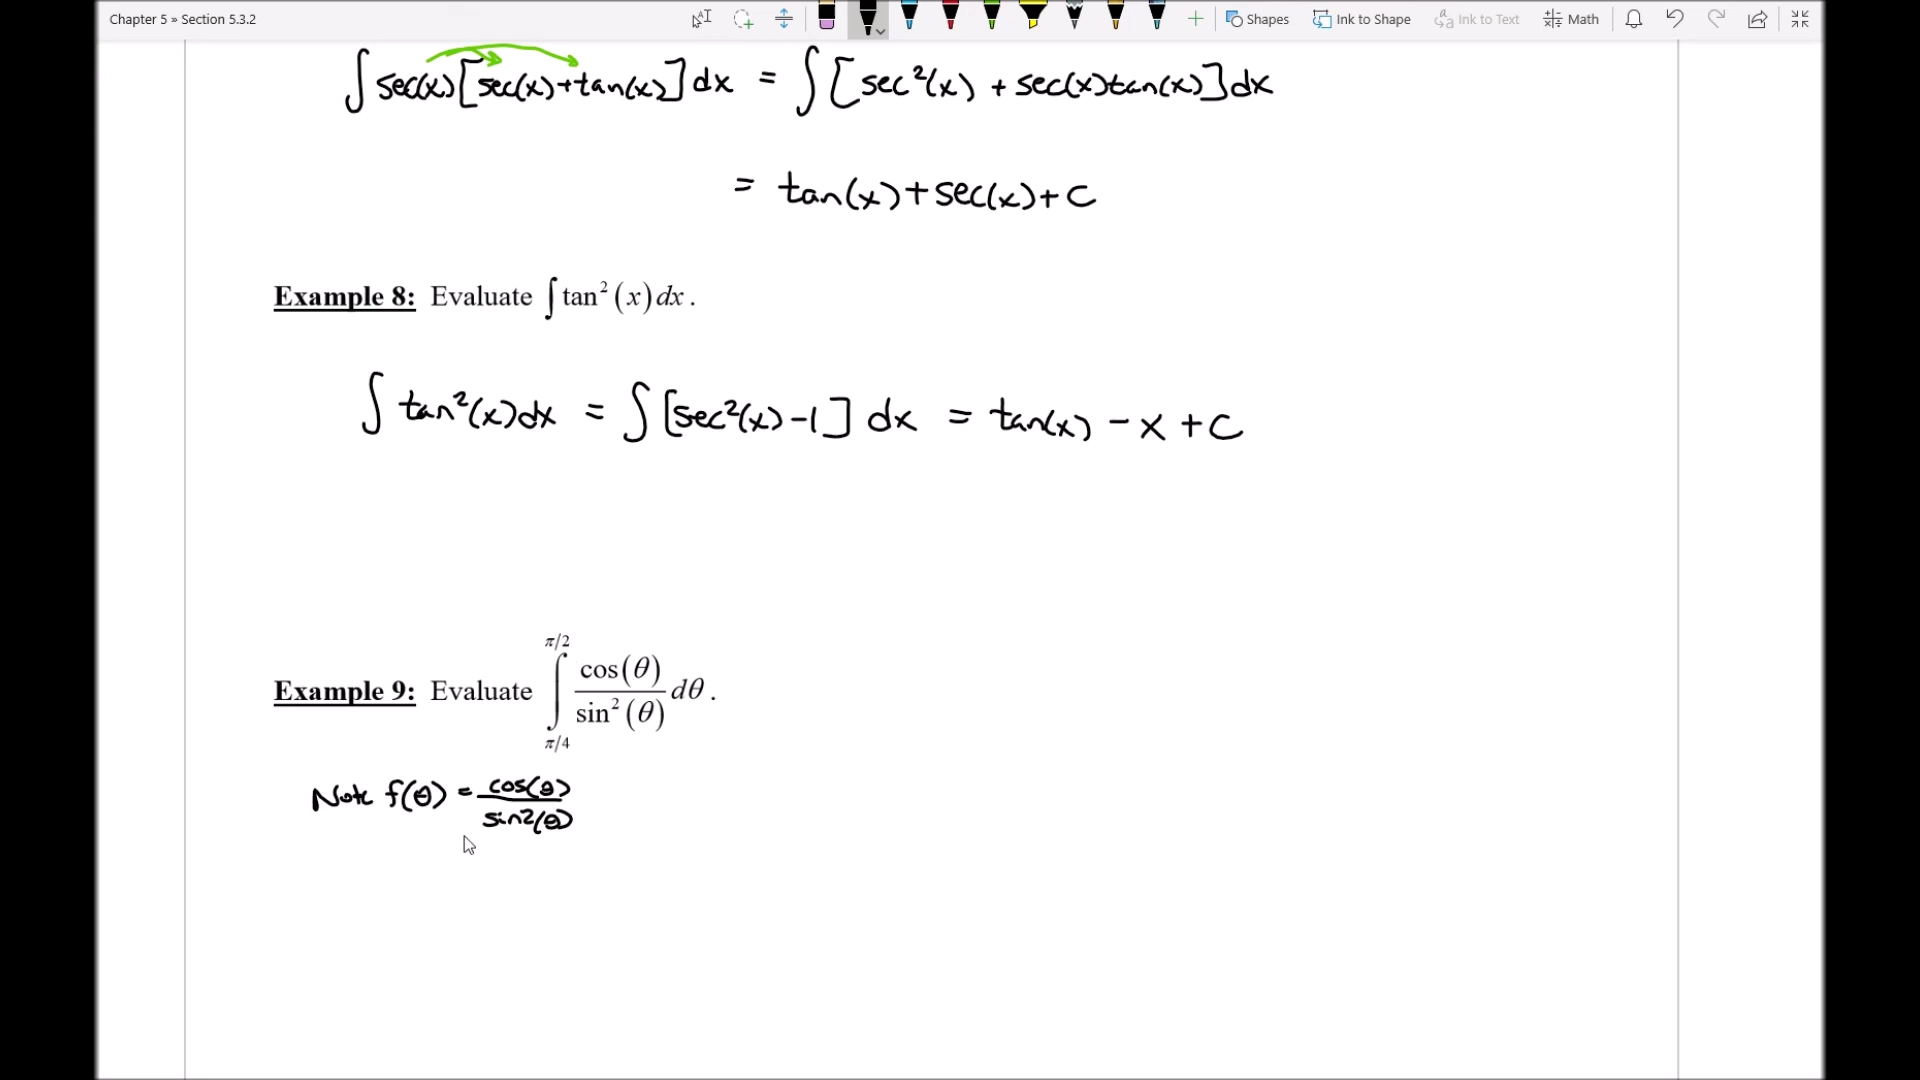 Chapter 5 » Section 5.3.2
Shapes
Ink to Shape
Ink to Text
Math
∫ sec(x)[sec(x)+tan(x)]dx = ∫[sec²(x) + sec(x)tan(x)]dx
= tan(x)+sec(x)+C
Example 8: Evaluate ∫tan²(x)dx.
∫ tan²(x)dx = ∫[sec²(x)-1] dx = tan(x) - x + C
Example 9: Evaluate ∫_{π/4}^{π/2} cos(θ)/sin²(θ) dθ.
Note f(θ) = cos(θ)/sin²(θ)